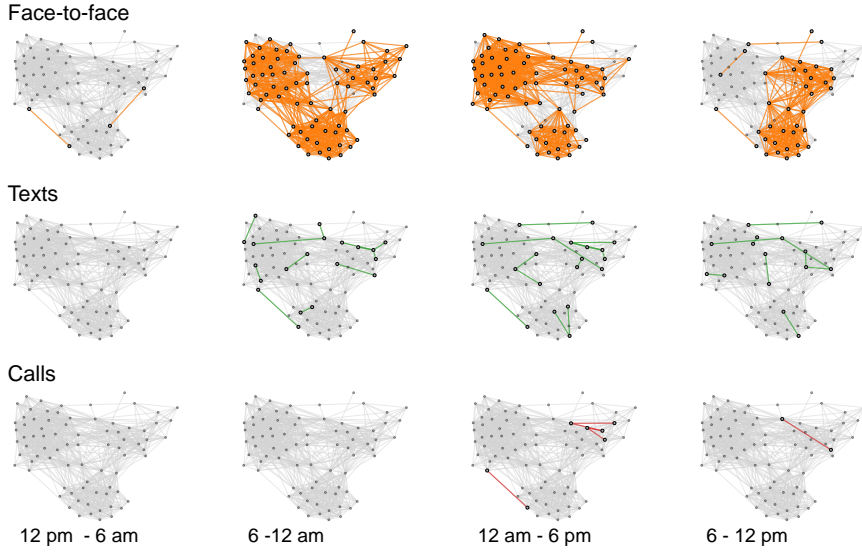 Face-to-face
Texts
Calls
12 pm - 6 am
6 -12 am
12 am - 6 pm
6 - 12 pm